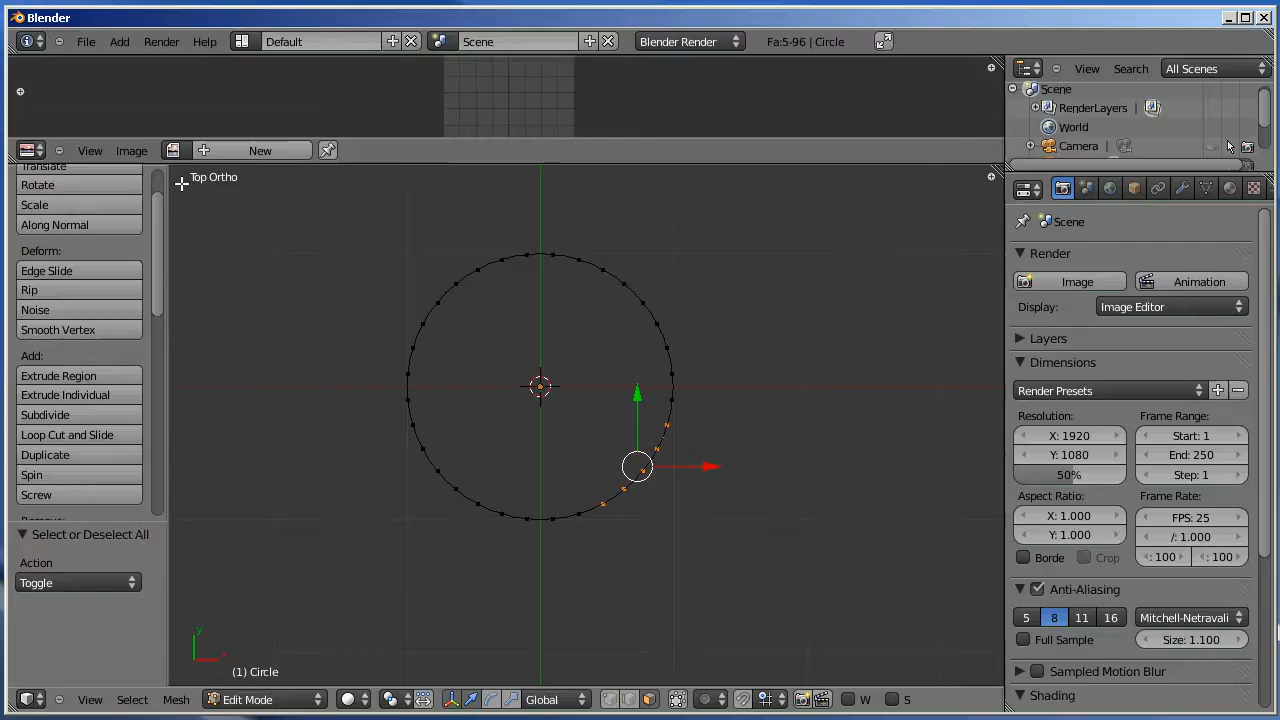 Blender
File Add Render Help Default Scene Blender Render Fa:5-96 | Circle
View Search All Scenes
Scene
RenderLayers
World
Camera
View Image New
Translate
Rotate
Scale
Along Normal
Deform:
Edge Slide
Rip
Noise
Smooth Vertex
Add:
Extrude Region
Extrude Individual
Subdivide
Loop Cut and Slide
Duplicate
Spin
Screw
Select or Deselect All
Action
Toggle
Top Ortho
y
x
(1) Circle
View Select Mesh Edit Mode Global W S
Scene
Render
Image Animation
Display: Image Editor
Layers
Dimensions
Render Presets
Resolution: Frame Range:
X: 1920 Start: 1
Y: 1080 End: 250
50% Step: 1
Aspect Ratio: Frame Rate:
X: 1.000 FPS: 25
Y: 1.000 /: 1.000
Borde Crop : 100 : 100
Anti-Aliasing
5 8 11 16 Mitchell-Netravali
Full Sample Size: 1.100
Sampled Motion Blur
Shading